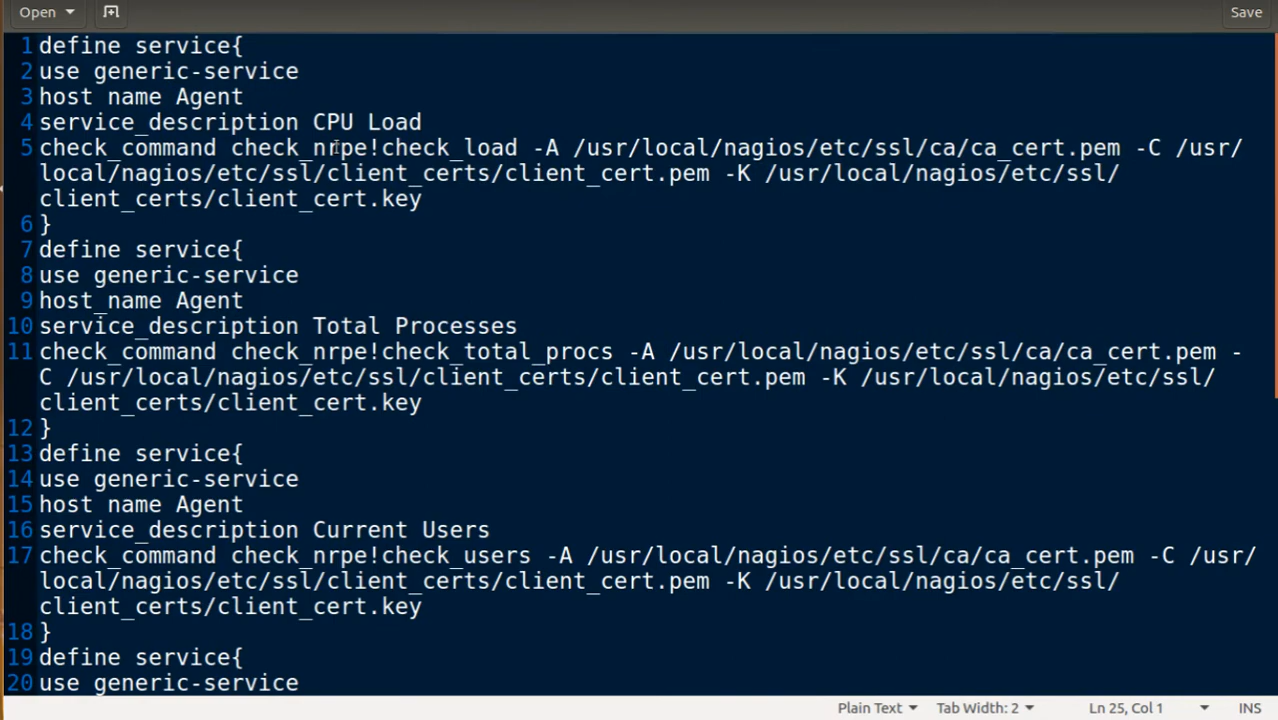 Open
Save
1 define service{
2 use generic-service
3 host name Agent
4 service_description CPU Load
5 check_command check_nrpe!check_load -A /usr/local/nagios/etc/ssl/ca/ca_cert.pem -C /usr/
local/nagios/etc/ssl/client_certs/client_cert.pem -K /usr/local/nagios/etc/ssl/
client_certs/client_cert.key
6 }
7 define service{
8 use generic-service
9 host_name Agent
10 service_description Total Processes
11 check_command check_nrpe!check_total_procs -A /usr/local/nagios/etc/ssl/ca/ca_cert.pem -
C /usr/local/nagios/etc/ssl/client_certs/client_cert.pem -K /usr/local/nagios/etc/ssl/
client_certs/client_cert.key
12 }
13 define service{
14 use generic-service
15 host name Agent
16 service_description Current Users
17 check_command check_nrpe!check_users -A /usr/local/nagios/etc/ssl/ca/ca_cert.pem -C /usr/
local/nagios/etc/ssl/client_certs/client_cert.pem -K /usr/local/nagios/etc/ssl/
client_certs/client_cert.key
18 }
19 define service{
20 use generic-service
Plain Text Tab Width: 2 Ln 25, Col 1 INS